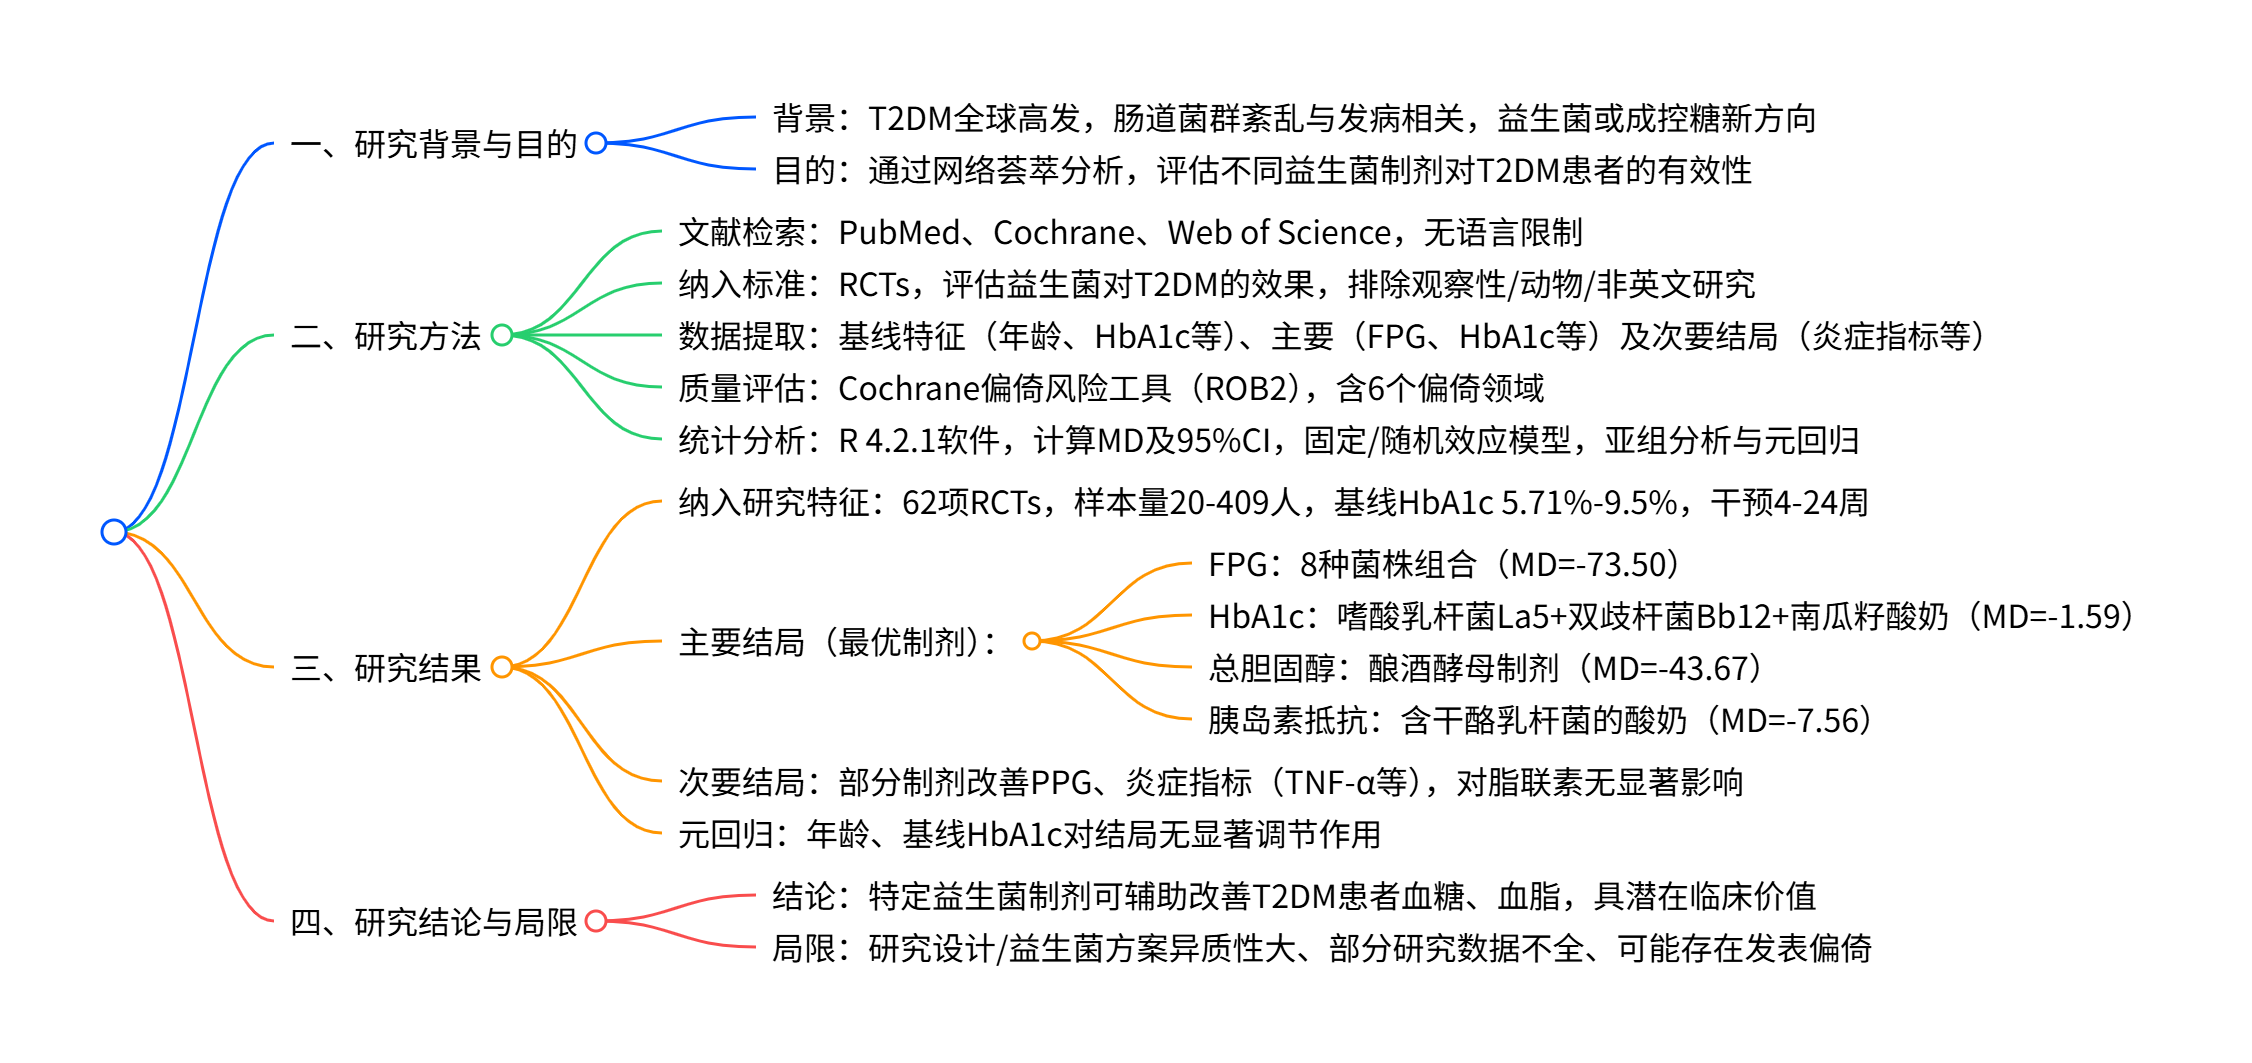 一、研究背景与目的
背景：T2DM全球高发，肠道菌群紊乱与发病相关，益生菌或成控糖新方向
目的：通过网络荟萃分析，评估不同益生菌制剂对T2DM患者的有效性
二、研究方法
文献检索：PubMed、Cochrane、Web of Science，无语言限制
纳入标准：RCTs，评估益生菌对T2DM的效果，排除观察性/动物/非英文研究
数据提取：基线特征（年龄、HbA1c等）、主要（FPG、HbA1c等）及次要结局（炎症指标等）
质量评估：Cochrane偏倚风险工具（ROB2），含6个偏倚领域
统计分析：R 4.2.1软件，计算MD及95%CI，固定/随机效应模型，亚组分析与元回归
三、研究结果
纳入研究特征：62项RCTs，样本量20-409人，基线HbA1c 5.71%-9.5%，干预4-24周
主要结局（最优制剂）：
FPG：8种菌株组合（MD=-73.50）
HbA1c：嗜酸乳杆菌La5+双歧杆菌Bb12+南瓜籽酸奶（MD=-1.59）
总胆固醇：酿酒酵母制剂（MD=-43.67）
胰岛素抵抗：含干酪乳杆菌的酸奶（MD=-7.56）
次要结局：部分制剂改善PPG、炎症指标（TNF-α等），对脂联素无显著影响
元回归：年龄、基线HbA1c对结局无显著调节作用
四、研究结论与局限
结论：特定益生菌制剂可辅助改善T2DM患者血糖、血脂，具潜在临床价值
局限：研究设计/益生菌方案异质性大、部分研究数据不全、可能存在发表偏倚